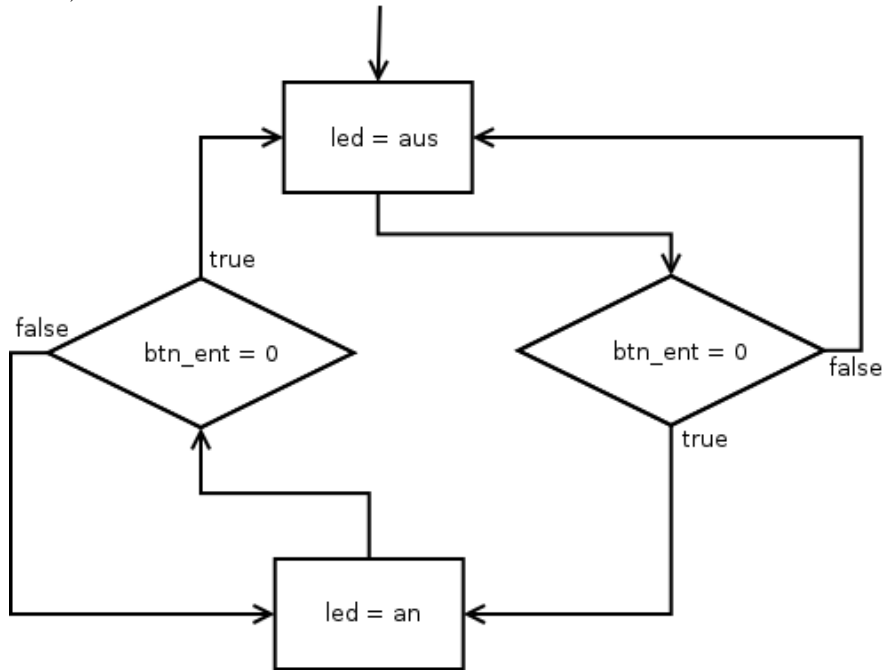 led = aus
true
false
btn_ent = 0
btn_ent = 0
false
true
led = an